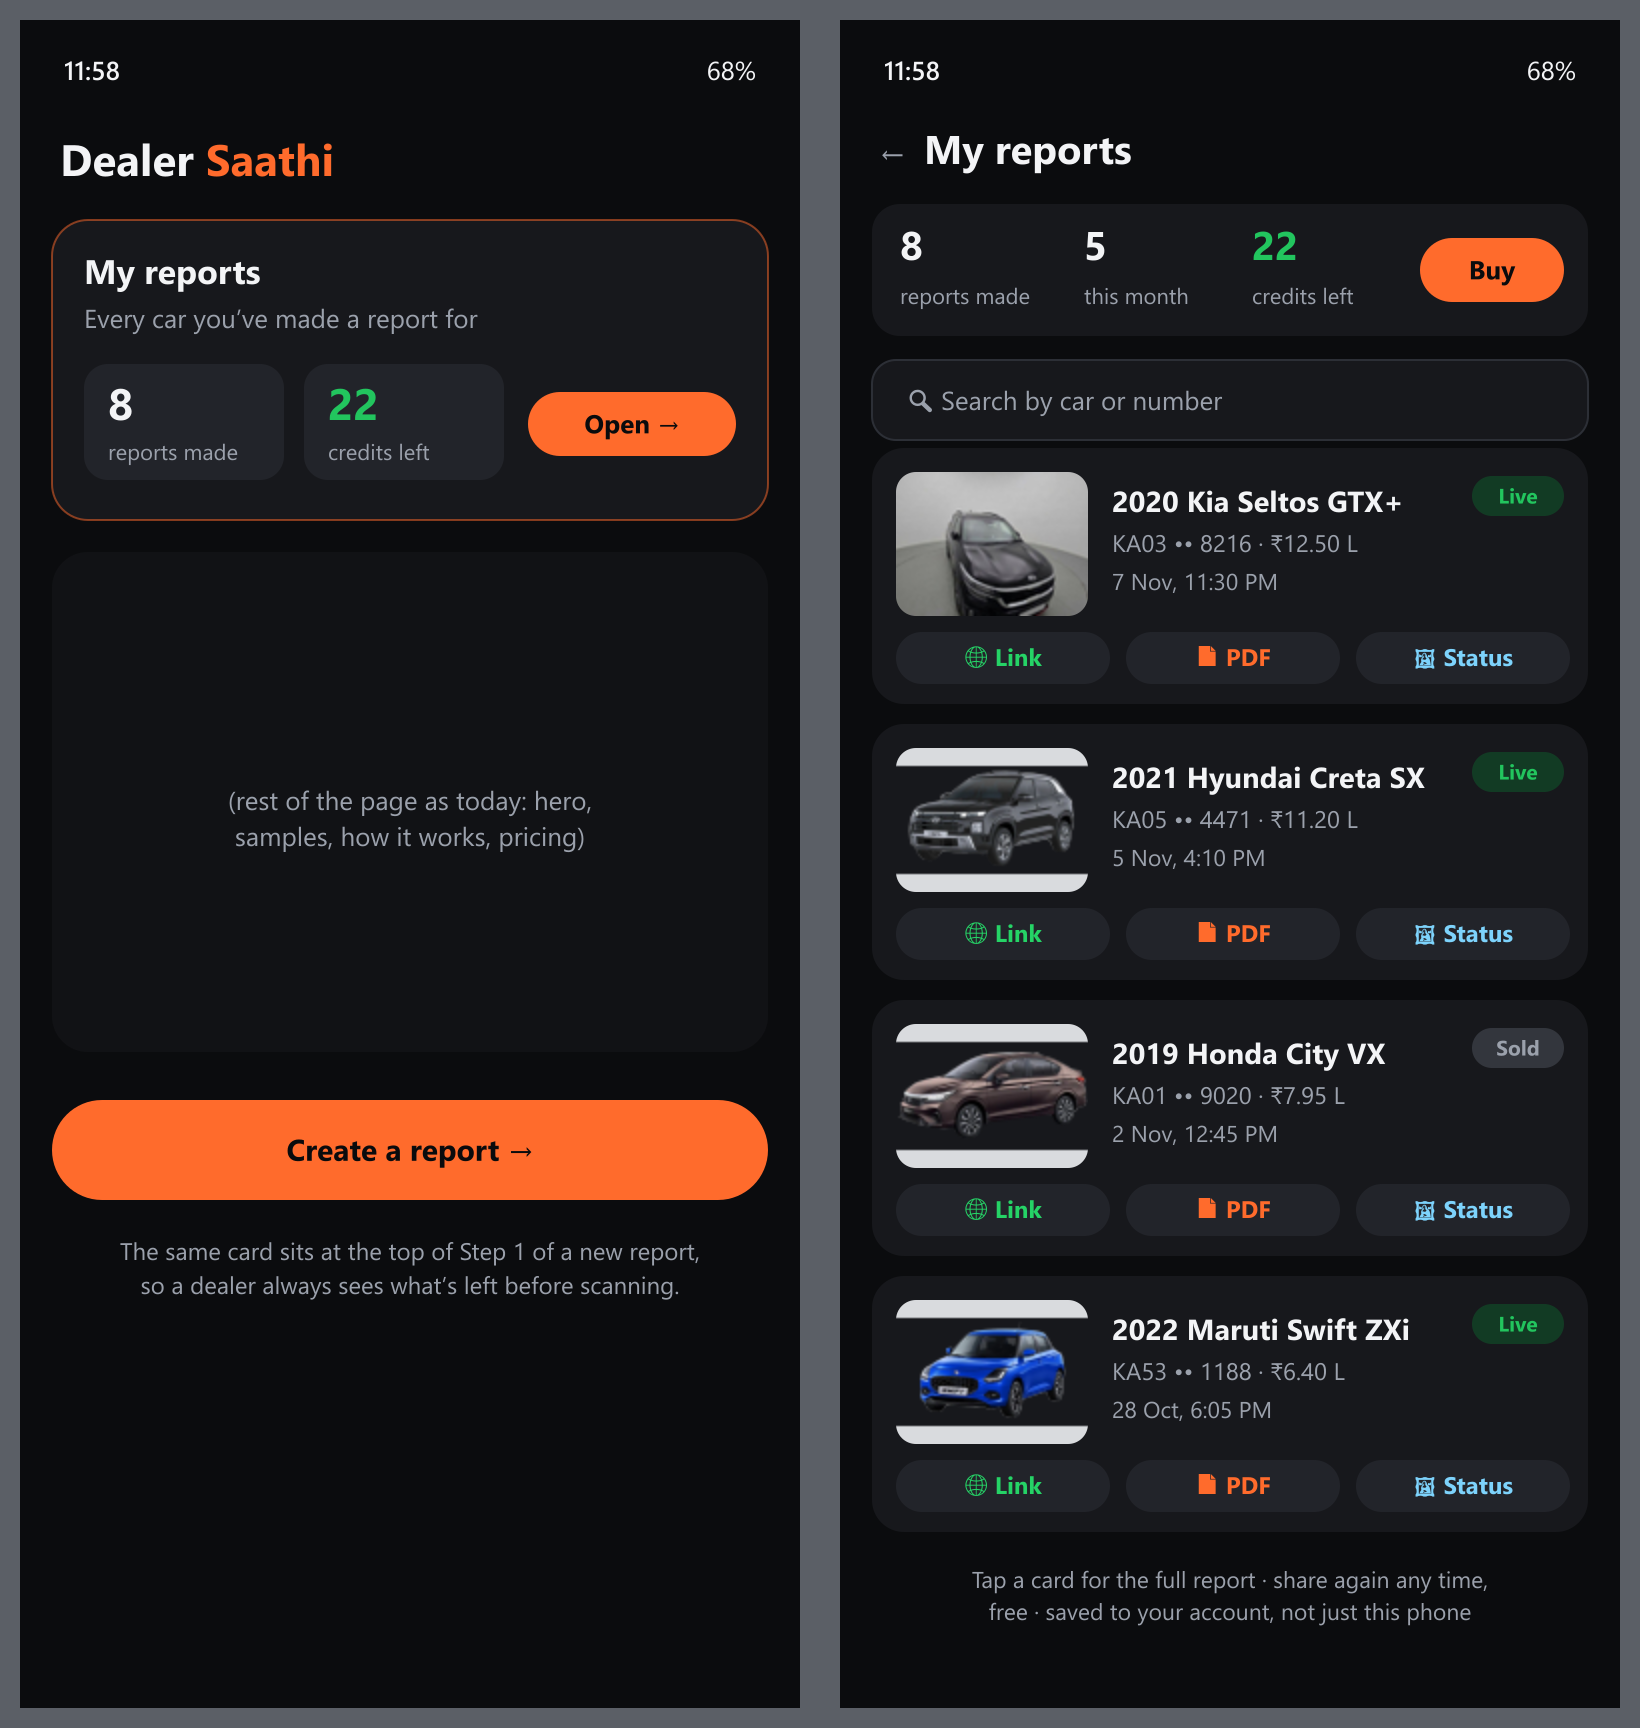 11:58
68%
Dealer Saathi
My reports
Every car you’ve made a report for
8
reports made
22
credits left
Open →
(rest of the page as today: hero,
samples, how it works, pricing)
Create a report →
The same card sits at the top of Step 1 of a new report,
so a dealer always sees what’s left before scanning.
11:58
68%
← My reports
8
reports made
5
this month
22
credits left
Buy
Search by car or number
2020 Kia Seltos GTX+
Live
KA03 •• 8216 · ₹12.50 L
7 Nov, 11:30 PM
Link
PDF
Status
2021 Hyundai Creta SX
Live
KA05 •• 4471 · ₹11.20 L
5 Nov, 4:10 PM
Link
PDF
Status
2019 Honda City VX
Sold
KA01 •• 9020 · ₹7.95 L
2 Nov, 12:45 PM
Link
PDF
Status
2022 Maruti Swift ZXi
Live
KA53 •• 1188 · ₹6.40 L
28 Oct, 6:05 PM
Link
PDF
Status
Tap a card for the full report · share again any time,
free · saved to your account, not just this phone